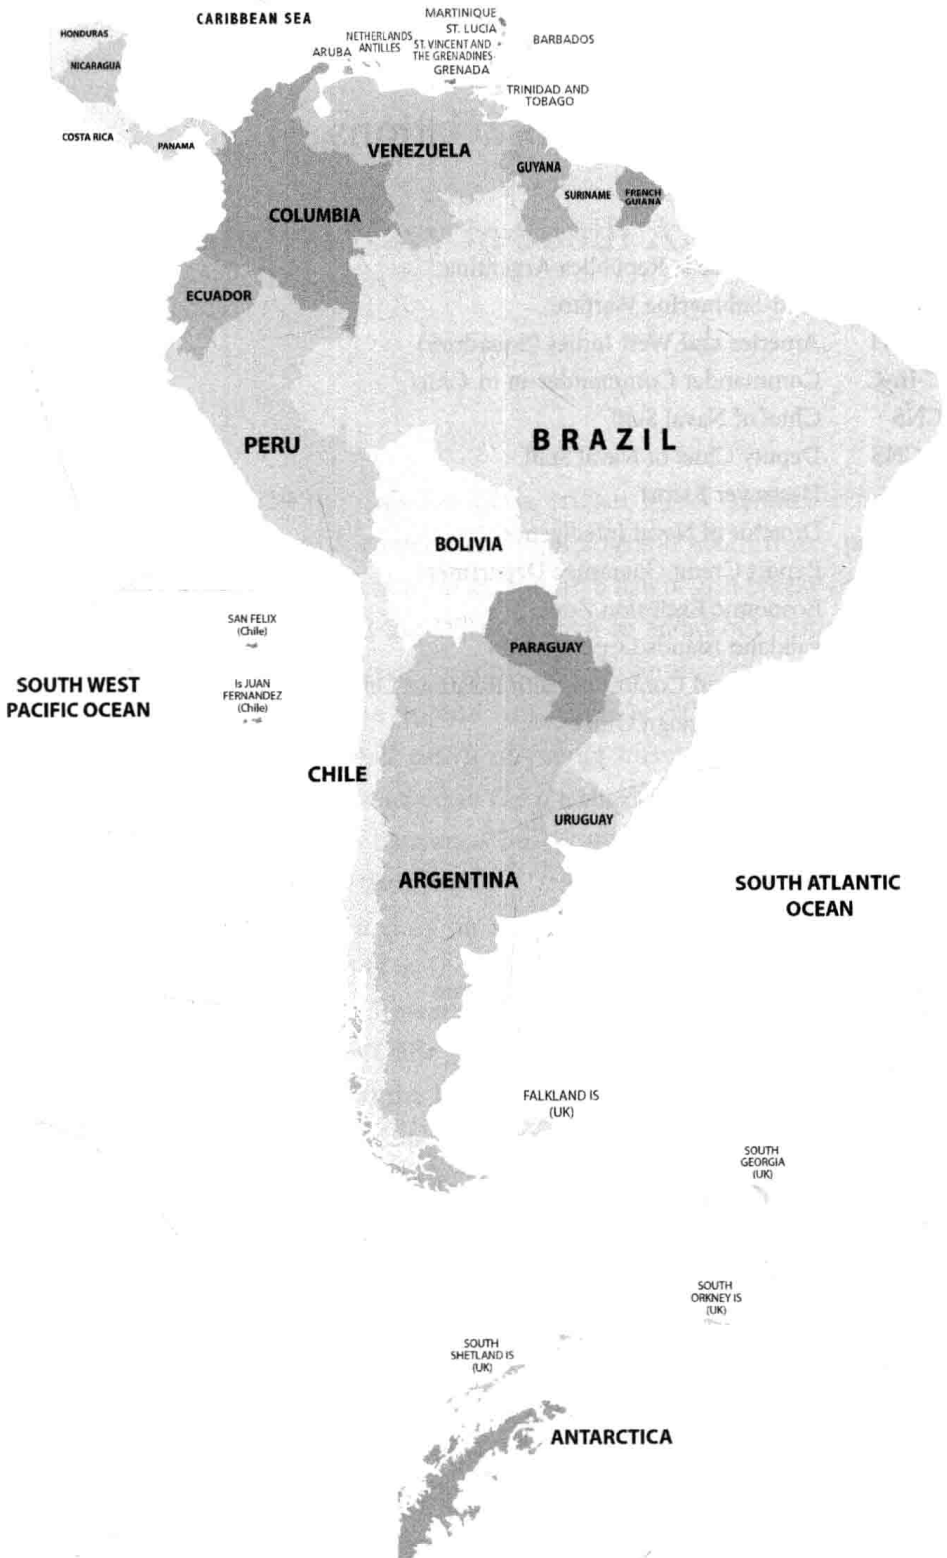 CARIBBEAN SEA
HONDURAS
NICARAGUA
COSTA RICA
PANAMA
ARUBA
NETHERLANDS
ANTILLES
MARTINIQUE
ST. LUCIA
ST. VINCENT AND
THE GRENADINES
GRENADA
BARBADOS
TRINIDAD AND
TOBAGO
VENEZUELA
GUYANA
SURINAME
FRENCH
GUIANA
COLUMBIA
ECUADOR
PERU
BRAZIL
BOLIVIA
PARAGUAY
SAN FELIX
(Chile)
Is JUAN
FERNANDEZ
(Chile)
SOUTH WEST
PACIFIC OCEAN
CHILE
URUGUAY
ARGENTINA
SOUTH ATLANTIC
OCEAN
FALKLAND IS
(UK)
SOUTH
GEORGIA
(UK)
SOUTH
ORKNEY IS
(UK)
SOUTH
SHETLAND IS
(UK)
ANTARCTICA